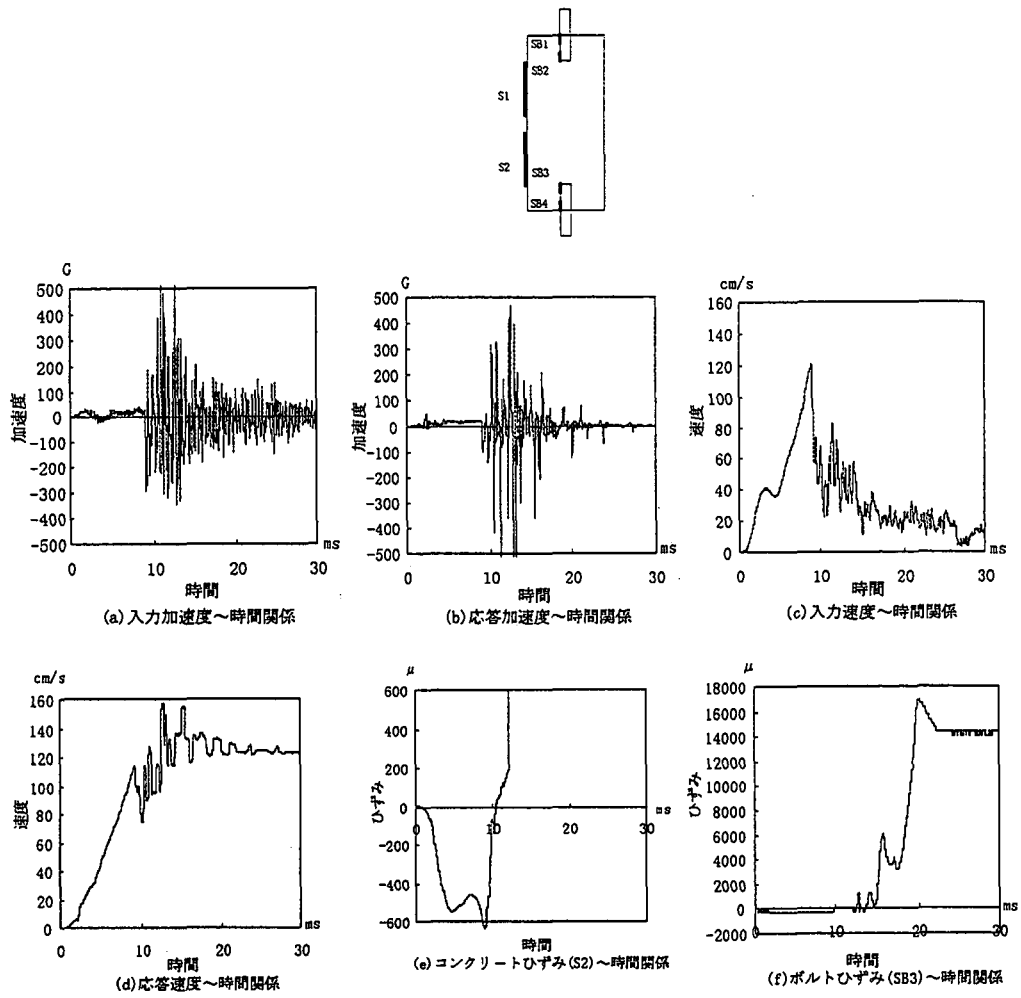 SB1
SB2
S1
S2
SB3
SB4
G
500
400
300
200
100
0
-100
-200
-300
-400
-500
加速度
10
20
30
ms
時間
(a)入力加速度～時間関係
G
500
400
300
200
100
0
-100
-200
-300
-400
-500
加速度
0
10
20
30
ms
時間
(b)応答加速度～時間関係
cm/s
160
140
120
100
80
60
40
20
0
速度
0
10
20
30
ms
時間
(c)入力速度～時間関係
cm/s
160
140
120
100
80
60
40
20
0
速度
0
10
20
30
ms
時間
(d)応答速度～時間関係
μ
600
400
200
0
-200
-400
-600
ひずみ
0
10
20
30
ms
時間
(e)コンクリートひずみ(S2)～時間関係
μ
18000
16000
14000
12000
10000
8000
6000
4000
2000
0
-2000
ひずみ
0
10
20
30
ms
時間
(f)ボルトひずみ(SB3)～時間関係